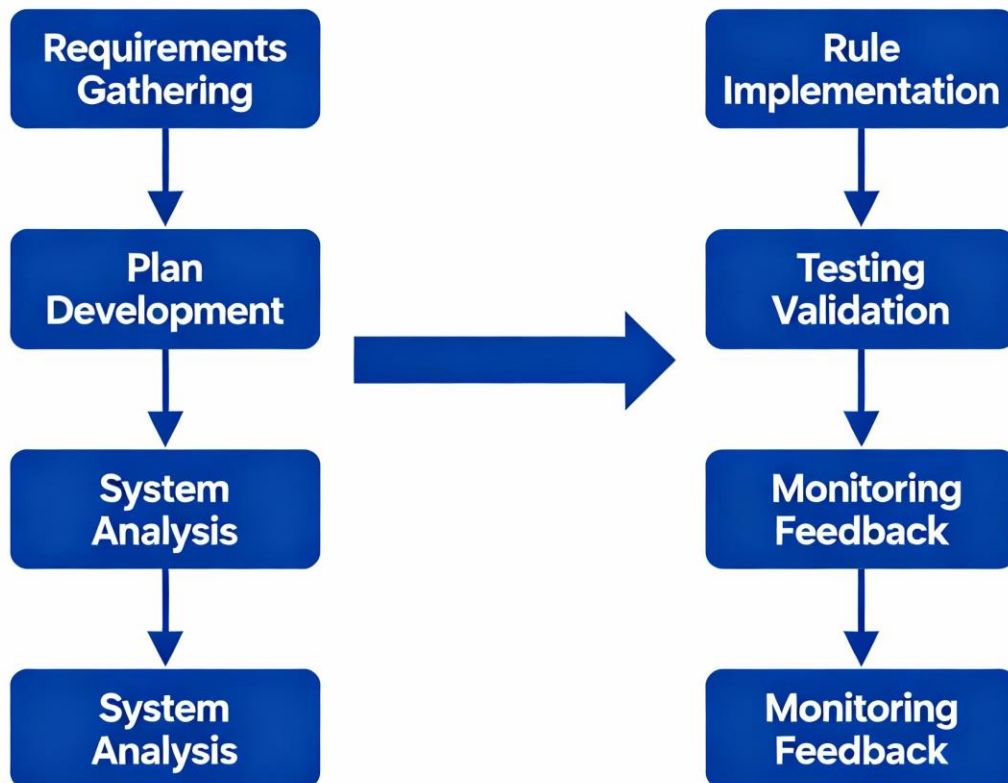 Requirements
Gathering
Plan
Development
System
Analysis
System
Analysis
Rule
Implementation
Testing
Validation
Monitoring
Feedback
Monitoring
Feedback